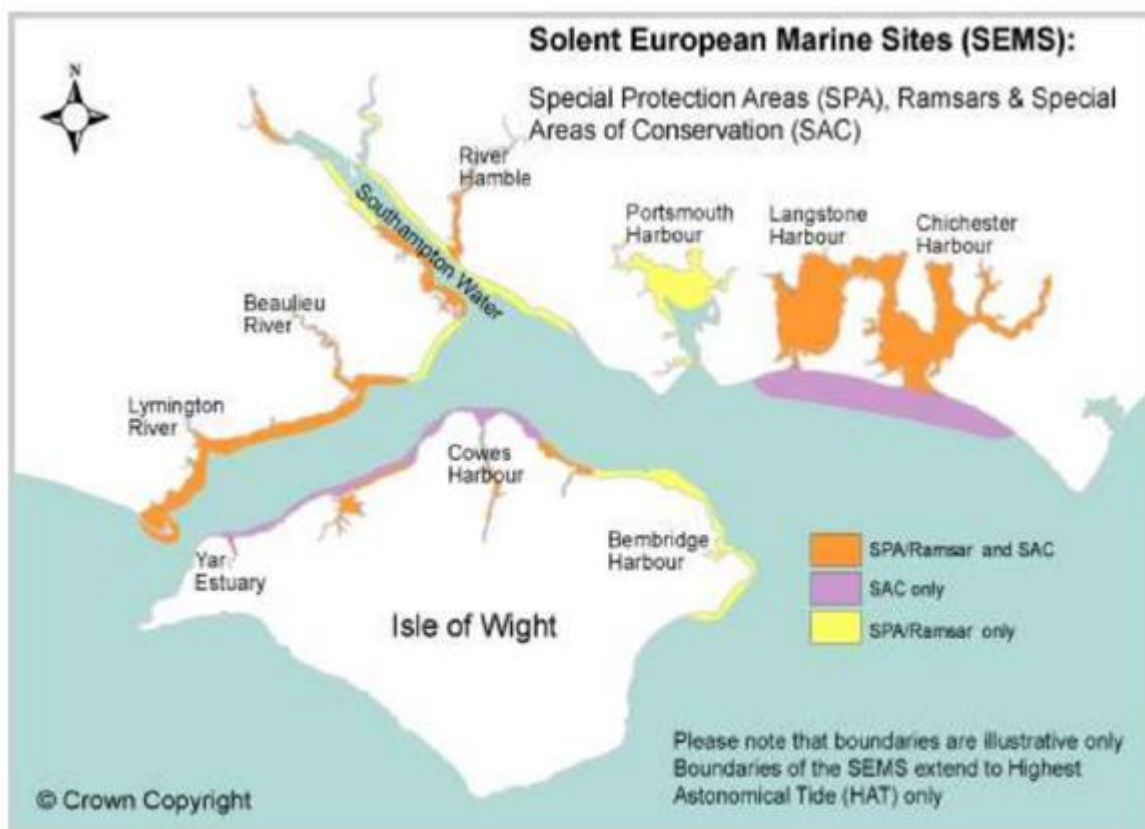 Solent European Marine Sites (SEMS):
Special Protection Areas (SPA), Ramsars & Special
Areas of Conservation (SAC)
N
River
Hamble
Southampton Water
Portsmouth
Harbour
Langstone
Harbour
Chichester
Harbour
Beaulieu
River
Lymington
River
Cowes
Harbour
Yar
Estuary
Bembridge
Harbour
Isle of Wight
SPA/Ramsar and SAC
SAC only
SPA/Ramsar only
Please note that boundaries are illustrative only
Boundaries of the SEMS extend to Highest
Astonomical Tide (HAT) only
© Crown Copyright